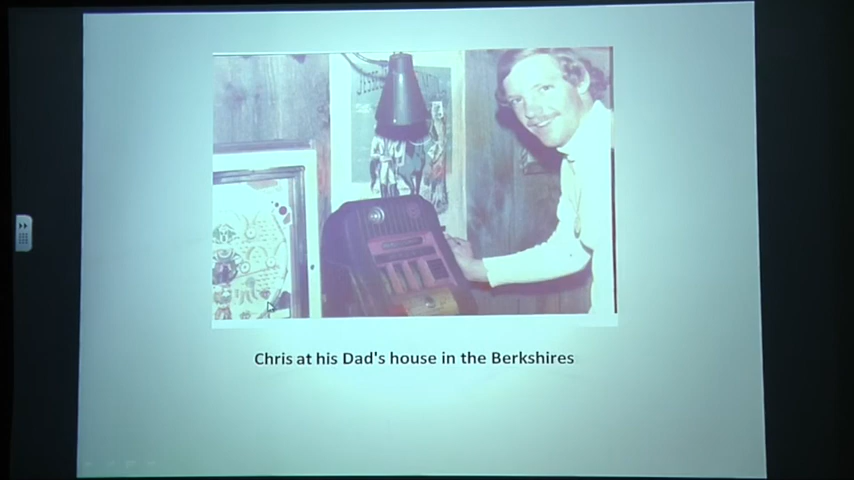 Chris at his Dad's house in the Berkshires